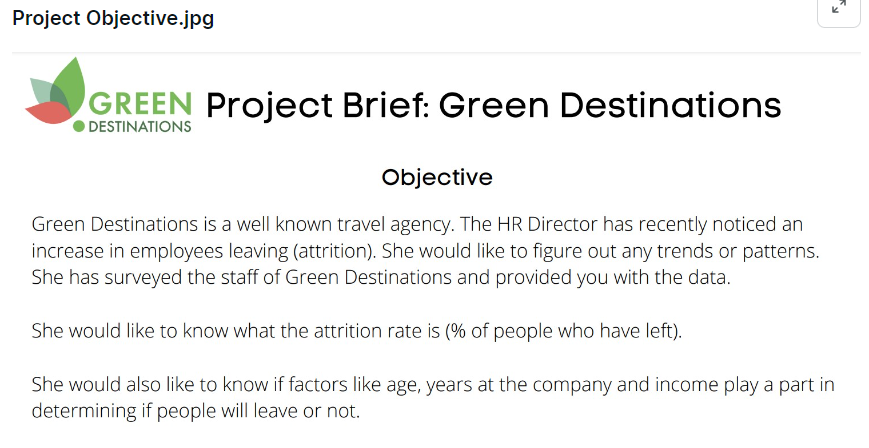 Project Objective.jpg
GREEN
DESTINATIONS
Project Brief: Green Destinations
Objective
Green Destinations is a well known travel agency. The HR Director has recently noticed an
increase in employees leaving (attrition). She would like to figure out any trends or patterns.
She has surveyed the staff of Green Destinations and provided you with the data.
She would like to know what the attrition rate is (% of people who have left).
She would also like to know if factors like age, years at the company and income play a part in
determining if people will leave or not.